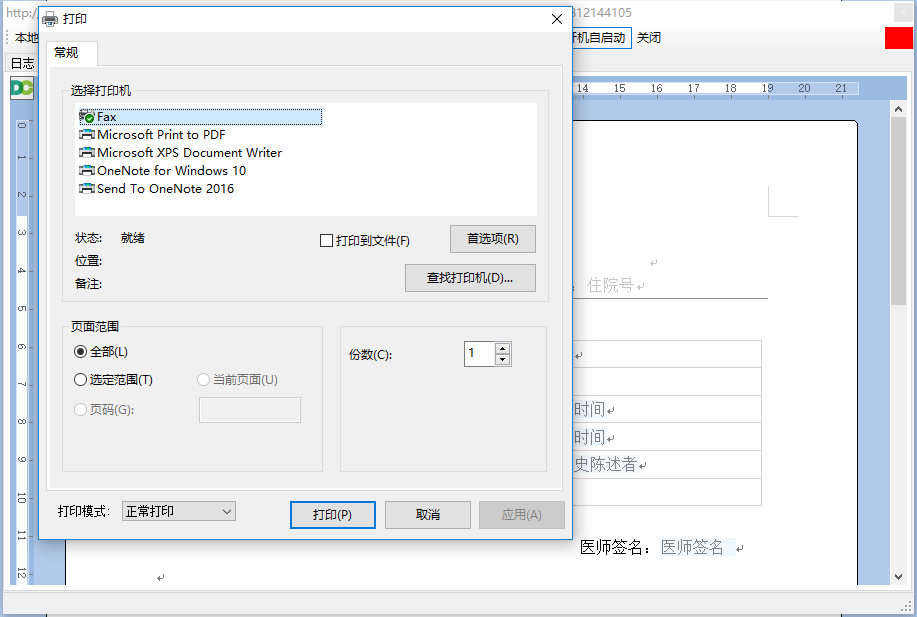 http:/
312144105
打印
本地
机自启动
关闭
常规
日志
DC
选择打印机
14 15 16 17 18 19 20 21
Fax
Microsoft Print to PDF
Microsoft XPS Document Writer
OneNote for Windows 10
Send To OneNote 2016
0
1
2
3
4
5
6
7
8
9
10
11
12
状态: 就绪
打印到文件(F)
首选项(R)
位置:
查找打印机(D)...
备注:
住院号
页面范围
全部(L)
份数(C):
1
选定范围(T)
当前页面(U)
页码(G):
时间
时间
史陈述者
打印模式:
正常打印
打印(P)
取消
应用(A)
医师签名：
医师签名